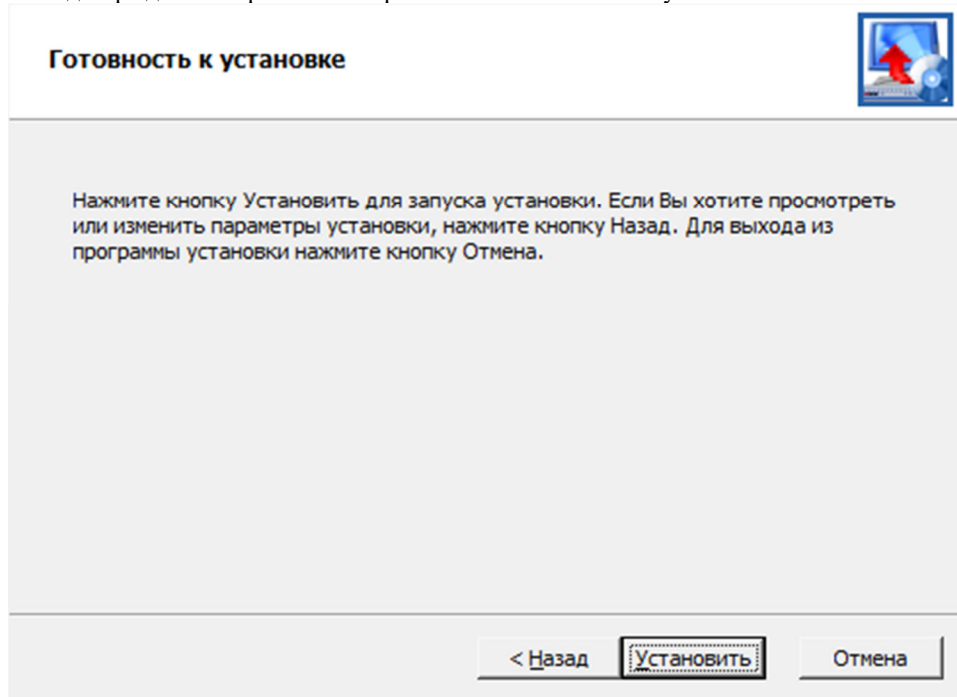 Готовность к установке
Нажмите кнопку Установить для запуска установки. Если Вы хотите просмотреть
или изменить параметры установки, нажмите кнопку Назад. Для выхода из
программы установки нажмите кнопку Отмена.
< Назад Установить Отмена